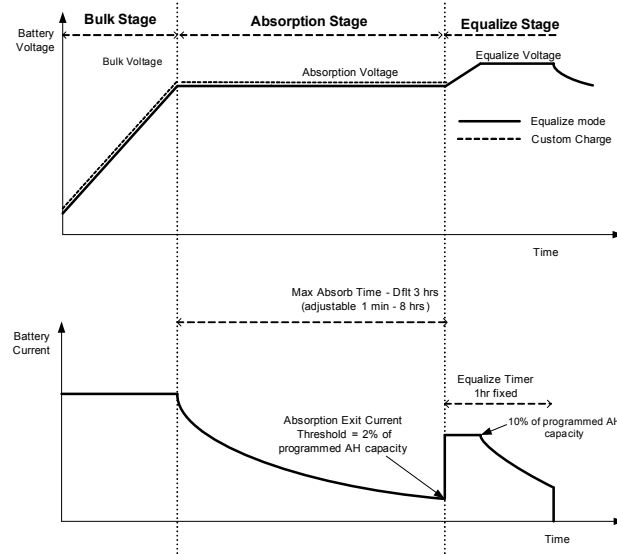 Bulk Stage
Absorption Stage
Equalize Stage
Battery
Voltage
Bulk Voltage
Absorption Voltage
Equalize Voltage
Equalize mode
Custom Charge
Time
Max Absorb Time - Dflt 3 hrs
(adjustable 1 min - 8 hrs)
Battery
Current
Equalize Timer
1hr fixed
Absorption Exit Current
Threshold = 2% of
programmed AH capacity
10% of programmed AH
capacity
Time